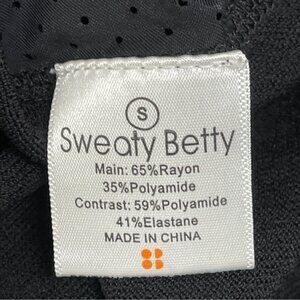 S
Sweaty Betty
Main: 65%Rayon
35%Polyamide
Contrast: 59%Polyamide
41%Elastane
MADE IN CHINA